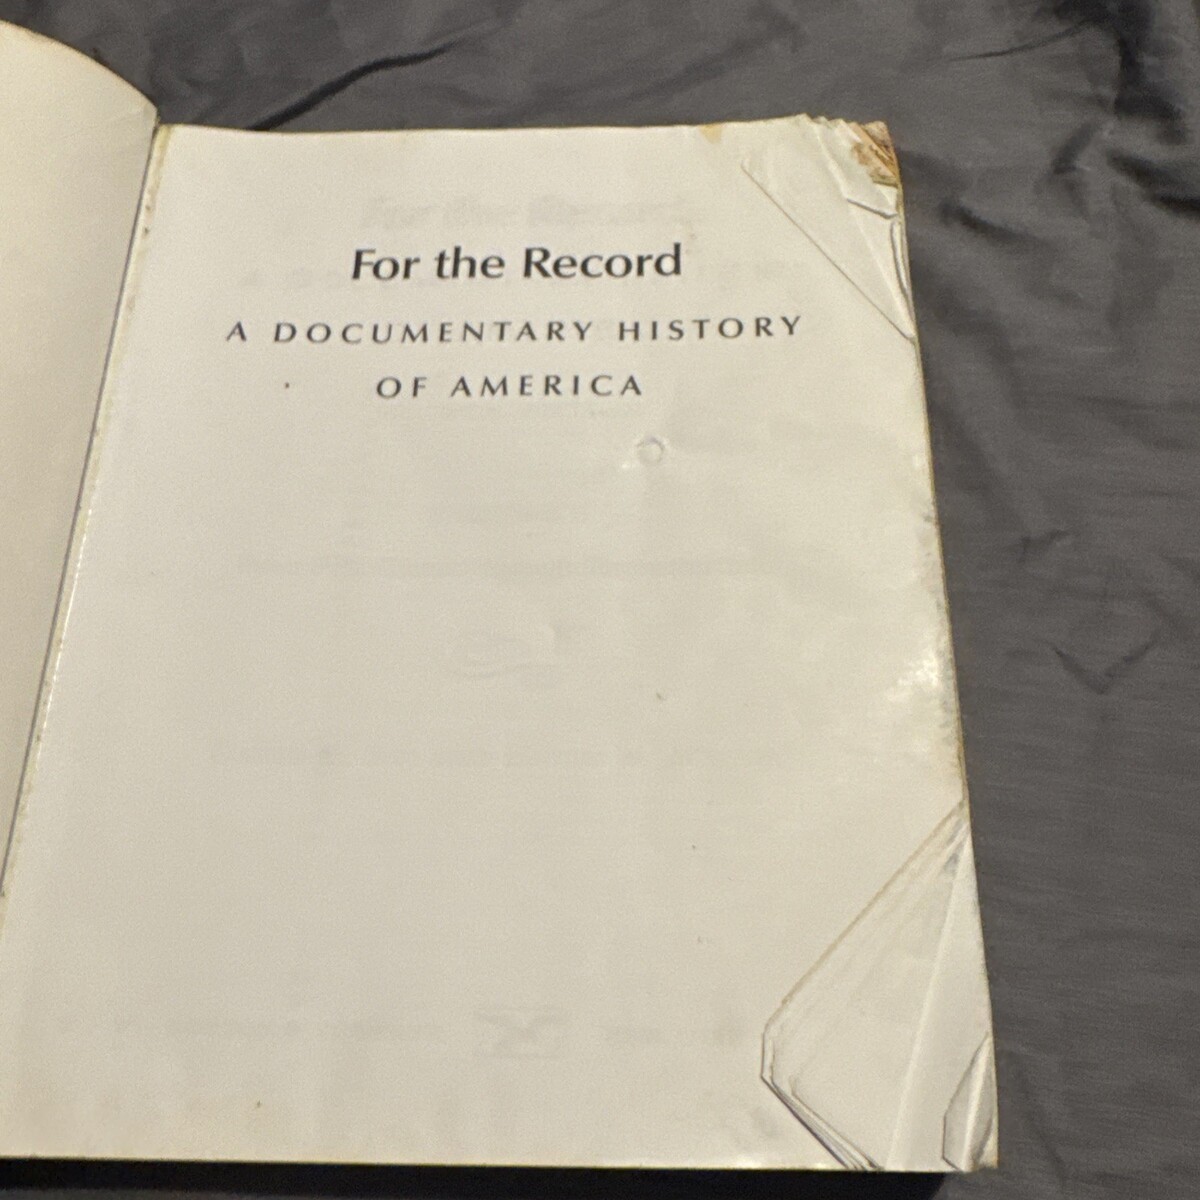 For the Record
A DOCUMENTARY HISTORY
OF AMERICA